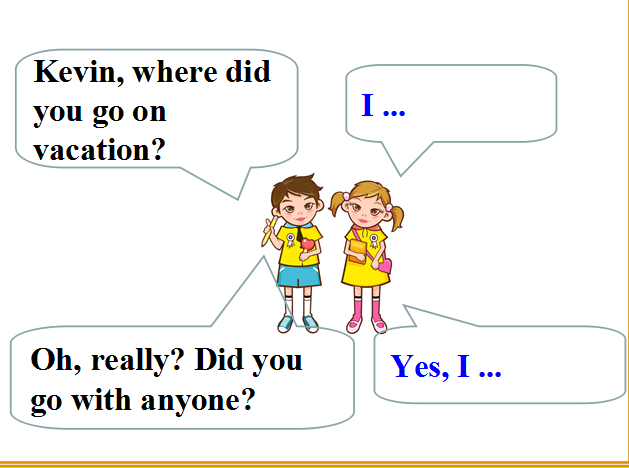 Kevin, where did
you go on
vacation?
I ...
Oh, really? Did you
go with anyone?
Yes, I ...